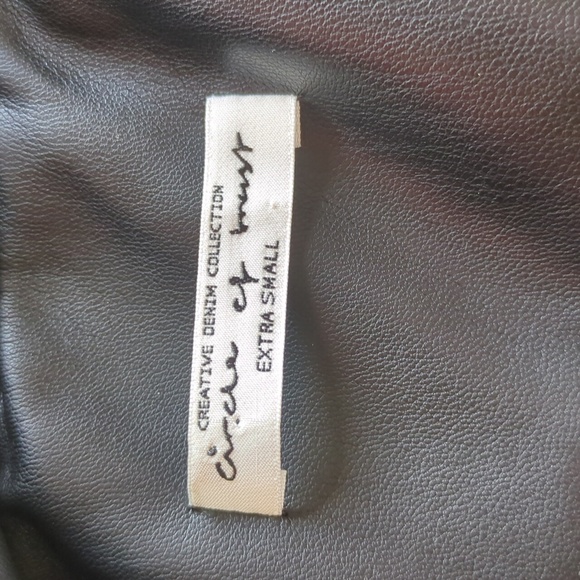 CREATIVE DENIM COLLECTION
circle of trust
EXTRA SMALL